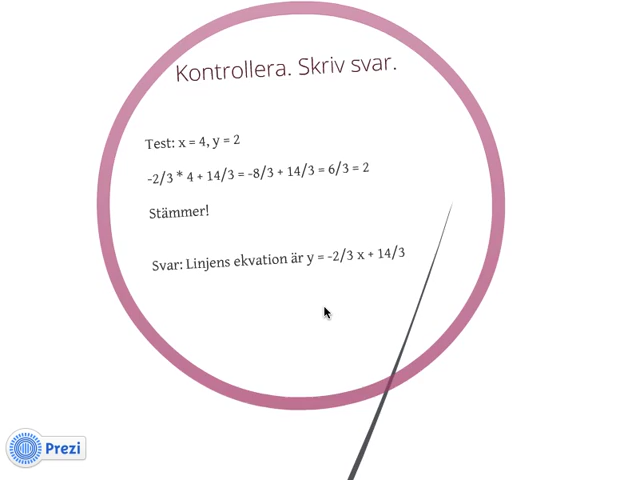 Kontrollera. Skriv svar.
Test: x = 4, y = 2
-2/3 * 4 + 14/3 = -8/3 + 14/3 = 6/3 = 2
Stämmer!
Svar: Linjens ekvation är y = -2/3 x + 14/3
Prezi